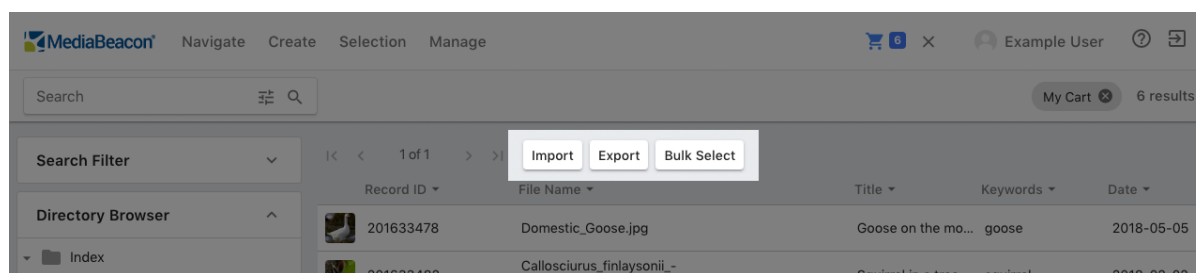 MediaBeacon® Navigate Create Selection Manage 6 Example User
Search My Cart 6 results
Search Filter 1 of 1 Import Export Bulk Select
Record ID File Name Title Keywords Date
Directory Browser
201633478 Domestic_Goose.jpg Goose on the mo... goose 2018-05-05
Index
Callosciurus_finlaysonii_-